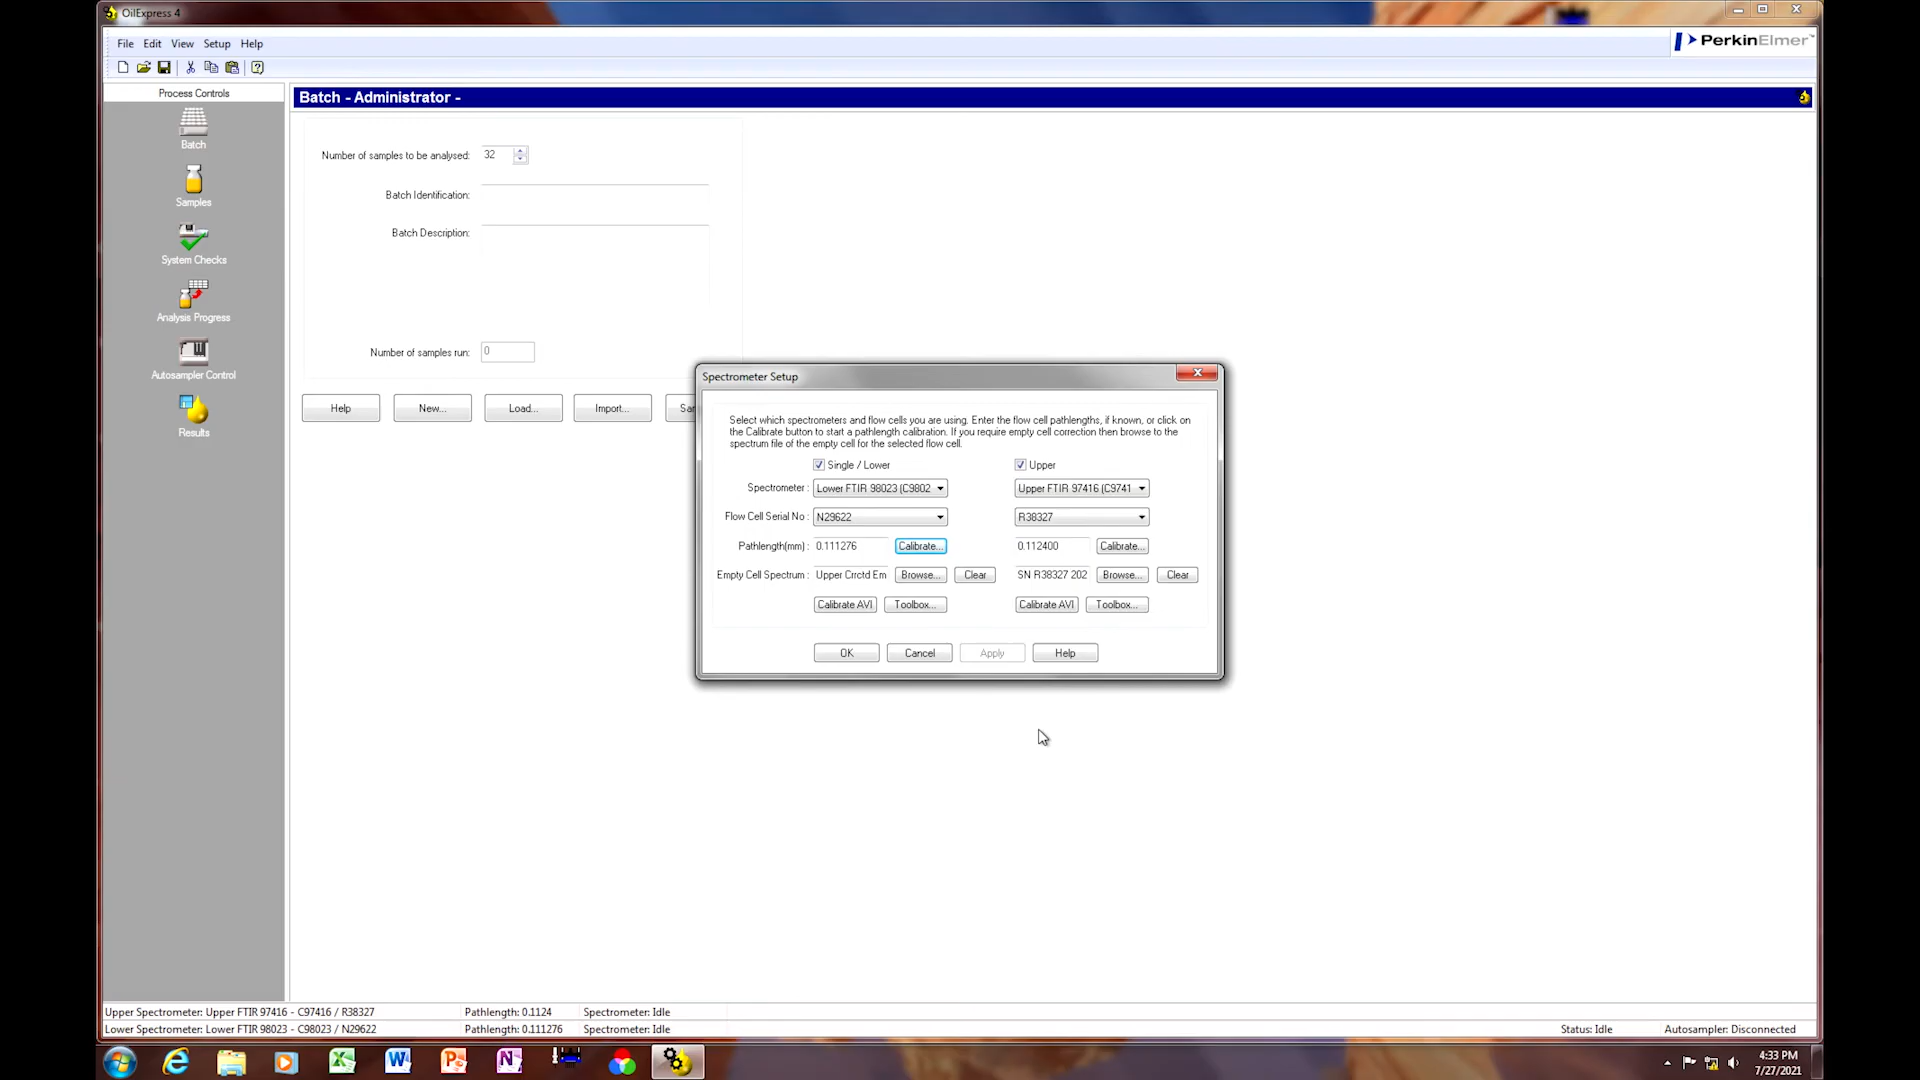 OilExpress 4
File Edit View Setup Help
PerkinElmer™
Process Controls
Batch - Administrator -
Batch
Samples
System Checks
Analysis Progress
Autosampler Control
Results
Number of samples to be analysed: 32
Batch Identification:
Batch Description:
Number of samples run: 0
Help New... Load... Import... Sa
Spectrometer Setup
Select which spectrometers and flow cells you are using. Enter the flow cell pathlengths, if known, or click on
the Calibrate button to start a pathlength calibration. If you require empty cell correction then browse to the
spectrum file of the empty cell for the selected flow cell.
Single / Lower Upper
Spectrometer : Lower FTIR 98023 (C9802 Upper FTIR 97416 (C9741
Flow Cell Serial No : N29622 R38327
Pathlength(mm) : 0.111276 Calibrate... 0.112400 Calibrate...
Empty Cell Spectrum : Upper Crrctd Em Browse... Clear SN R38327 202 Browse... Clear
Calibrate AVI Toolbox... Calibrate AVI Toolbox...
OK Cancel Apply Help
Upper Spectrometer: Upper FTIR 97416 - C97416 / R38327 Pathlength: 0.1124 Spectrometer: Idle
Lower Spectrometer: Lower FTIR 98023 - C98023 / N29622 Pathlength: 0.111276 Spectrometer: Idle Status: Idle Autosampler: Disconnected
4:33 PM
7/27/2021